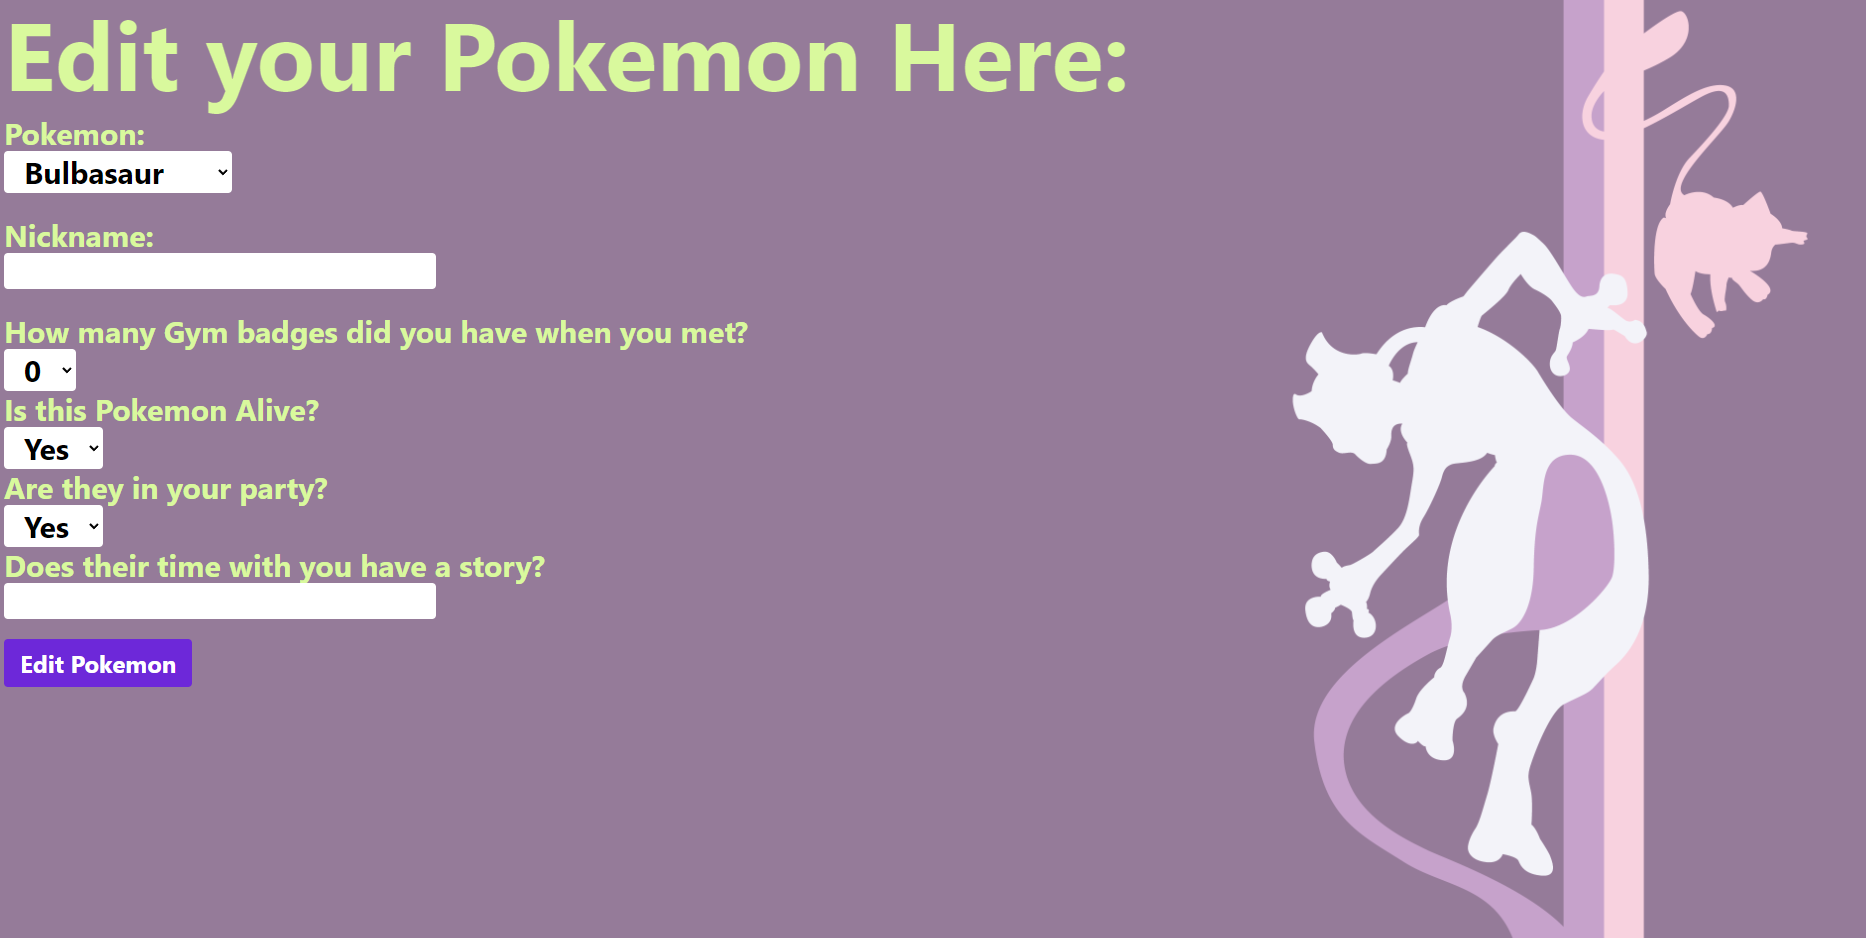 Edit your Pokemon Here:
Pokemon:
Bulbasaur
Nickname:
How many Gym badges did you have when you met?
0
Is this Pokemon Alive?
Yes
Are they in your party?
Yes
Does their time with you have a story?
Edit Pokemon